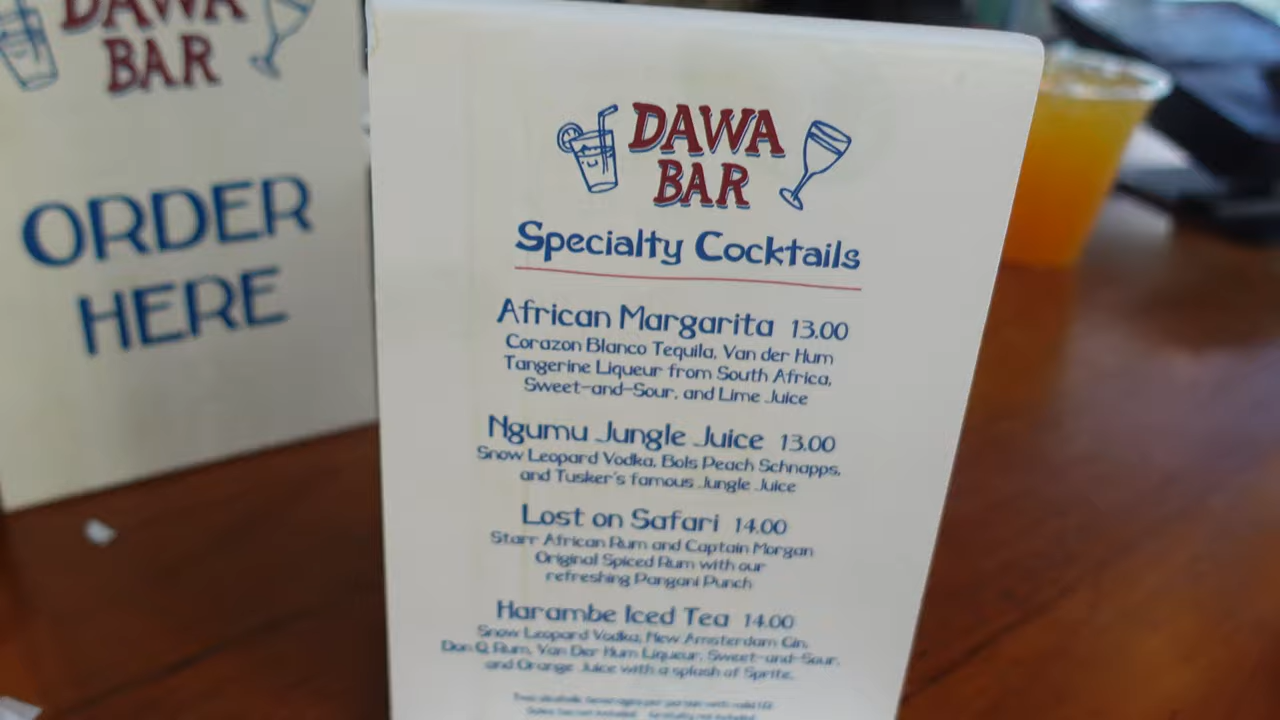 DAWA
BAR
ORDER
HERE
DAWA
BAR
Specialty Cocktails
African Margarita 13.00
Corazon Blanco Tequila, Van der Hum
Tangerine Liqueur from South Africa,
Sweet-and-Sour, and Lime Juice
Ngumu Jungle Juice 13.00
Snow Leopard Vodka, Bols Peach Schnapps,
and Tusker's famous Jungle Juice
Lost on Safari 14.00
Starr African Rum and Captain Morgan
Original Spiced Rum with our
refreshing Pangani Punch
Harambe Iced Tea 14.00
Snow Leopard Vodka, New Amsterdam Gin,
Don Q Rum, Van Der Hum Liqueur, Sweet-and-Sour,
and Orange Juice with a splash of Sprite.